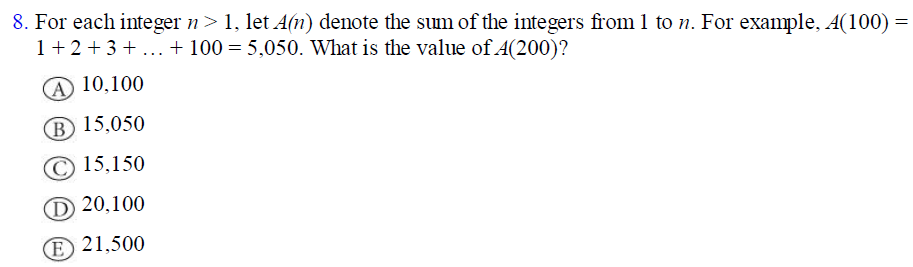 8. For each integer n > 1, let A(n) denote the sum of the integers from 1 to n. For example, A(100) =
1 + 2 + 3 + … + 100 = 5,050. What is the value of A(200)?
A 10,100
B 15,050
C 15,150
D 20,100
E 21,500